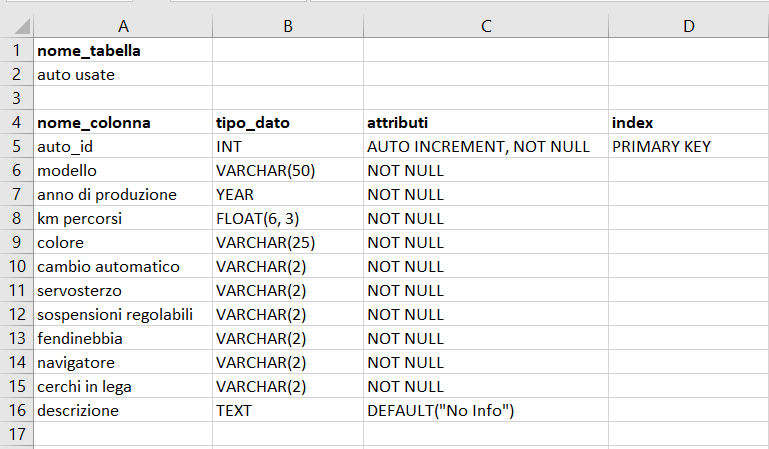 A B C D
1 nome_tabella
2 auto usate
3
4 nome_colonna tipo_dato attributi index
5 auto_id INT AUTO INCREMENT, NOT NULL PRIMARY KEY
6 modello VARCHAR(50) NOT NULL
7 anno di produzione YEAR NOT NULL
8 km percorsi FLOAT(6, 3) NOT NULL
9 colore VARCHAR(25) NOT NULL
10 cambio automatico VARCHAR(2) NOT NULL
11 servosterzo VARCHAR(2) NOT NULL
12 sospensioni regolabili VARCHAR(2) NOT NULL
13 fendinebbia VARCHAR(2) NOT NULL
14 navigatore VARCHAR(2) NOT NULL
15 cerchi in lega VARCHAR(2) NOT NULL
16 descrizione TEXT DEFAULT("No Info")
17